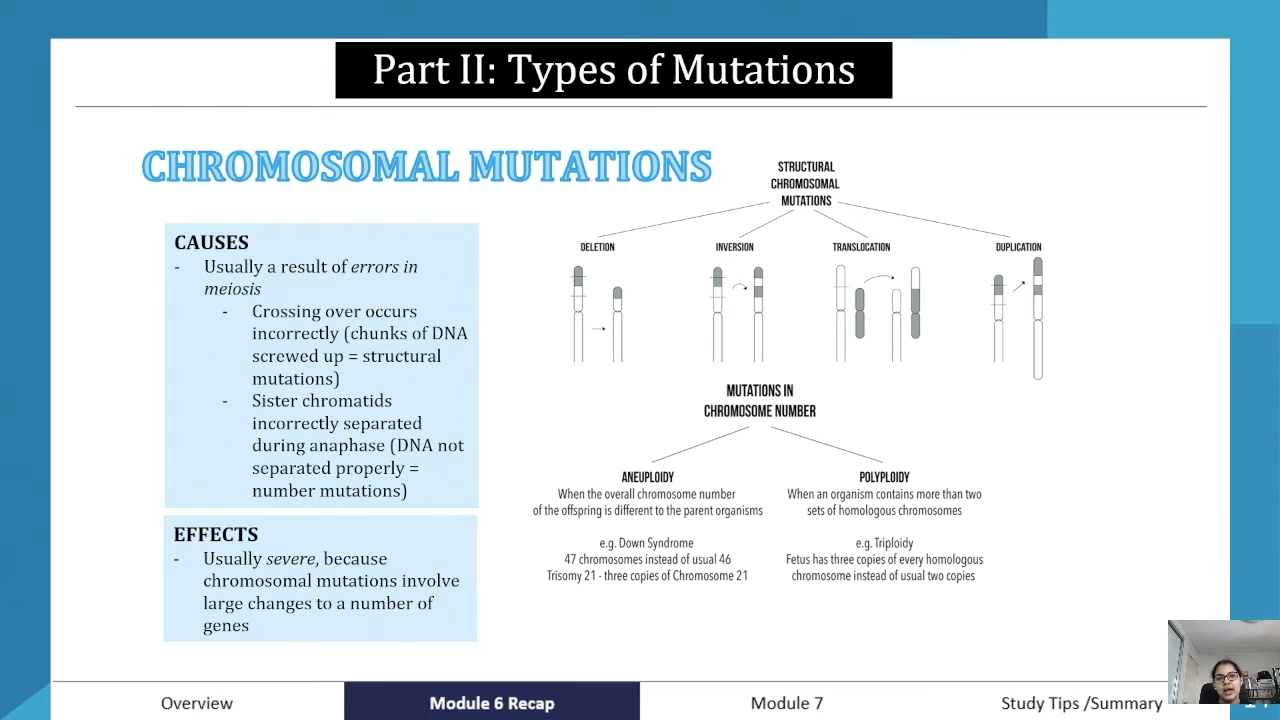 Part II: Types of Mutations
CHROMOSOMAL MUTATIONS
CAUSES
- Usually a result of errors in
meiosis
- Crossing over occurs
incorrectly (chunks of DNA
screwed up = structural
mutations)
- Sister chromatids
incorrectly separated
during anaphase (DNA not
separated properly =
number mutations)
EFFECTS
- Usually severe, because
chromosomal mutations involve
large changes to a number of
genes
STRUCTURAL
CHROMOSOMAL
MUTATIONS
DELETION
INVERSION
TRANSLOCATION
DUPLICATION
MUTATIONS IN
CHROMOSOME NUMBER
ANEUPLOIDY
When the overall chromosome number
of the offspring is different to the parent organisms
e.g. Down Syndrome
47 chromosomes instead of usual 46
Trisomy 21 - three copies of Chromosome 21
POLYPLOIDY
When an organism contains more than two
sets of homologous chromosomes
e.g. Triploidy
Fetus has three copies of every homologous
chromosome instead of usual two copies
Overview
Module 6 Recap
Module 7
Study Tips /Summary